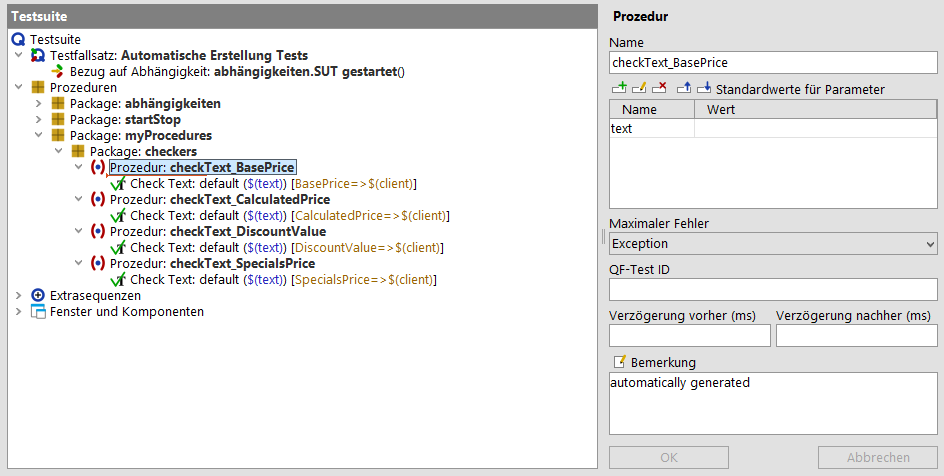 Testsuite
Testsuite
Testfallsatz: Automatische Erstellung Tests
Bezug auf Abhängigkeit: abhängigkeiten.SUT gestartet()
Prozeduren
Package: abhängigkeiten
Package: startStop
Package: myProcedures
Package: checkers
Prozedur: checkText_BasePrice
Check Text: default ($(text)) [BasePrice=>$(client)]
Prozedur: checkText_CalculatedPrice
Check Text: default ($(text)) [CalculatedPrice=>$(client)]
Prozedur: checkText_DiscountValue
Check Text: default ($(text)) [DiscountValue=>$(client)]
Prozedur: checkText_SpecialsPrice
Check Text: default ($(text)) [SpecialsPrice=>$(client)]
Extrasequenzen
Fenster und Komponenten
Prozedur
Name
checkText_BasePrice
Standardwerte für Parameter
Name Wert
text
Maximaler Fehler
Exception
QF-Test ID
Verzögerung vorher (ms) Verzögerung nachher (ms)
Bemerkung
automatically generated
OK Abbrechen